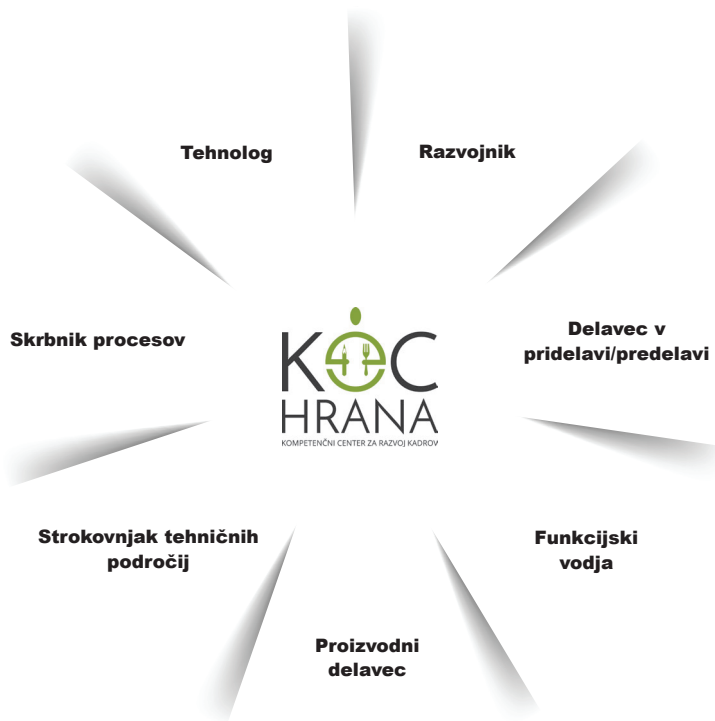 Tehnolog
Razvojnik
Skrbnik procesov
Delavec v
pridelavi/predelavi
KOC
HRANA
KOMPETENČNI CENTER ZA RAZVOJ KADROV
Strokovnjak tehničnih
področij
Funkcijski
vodja
Proizvodni
delavec